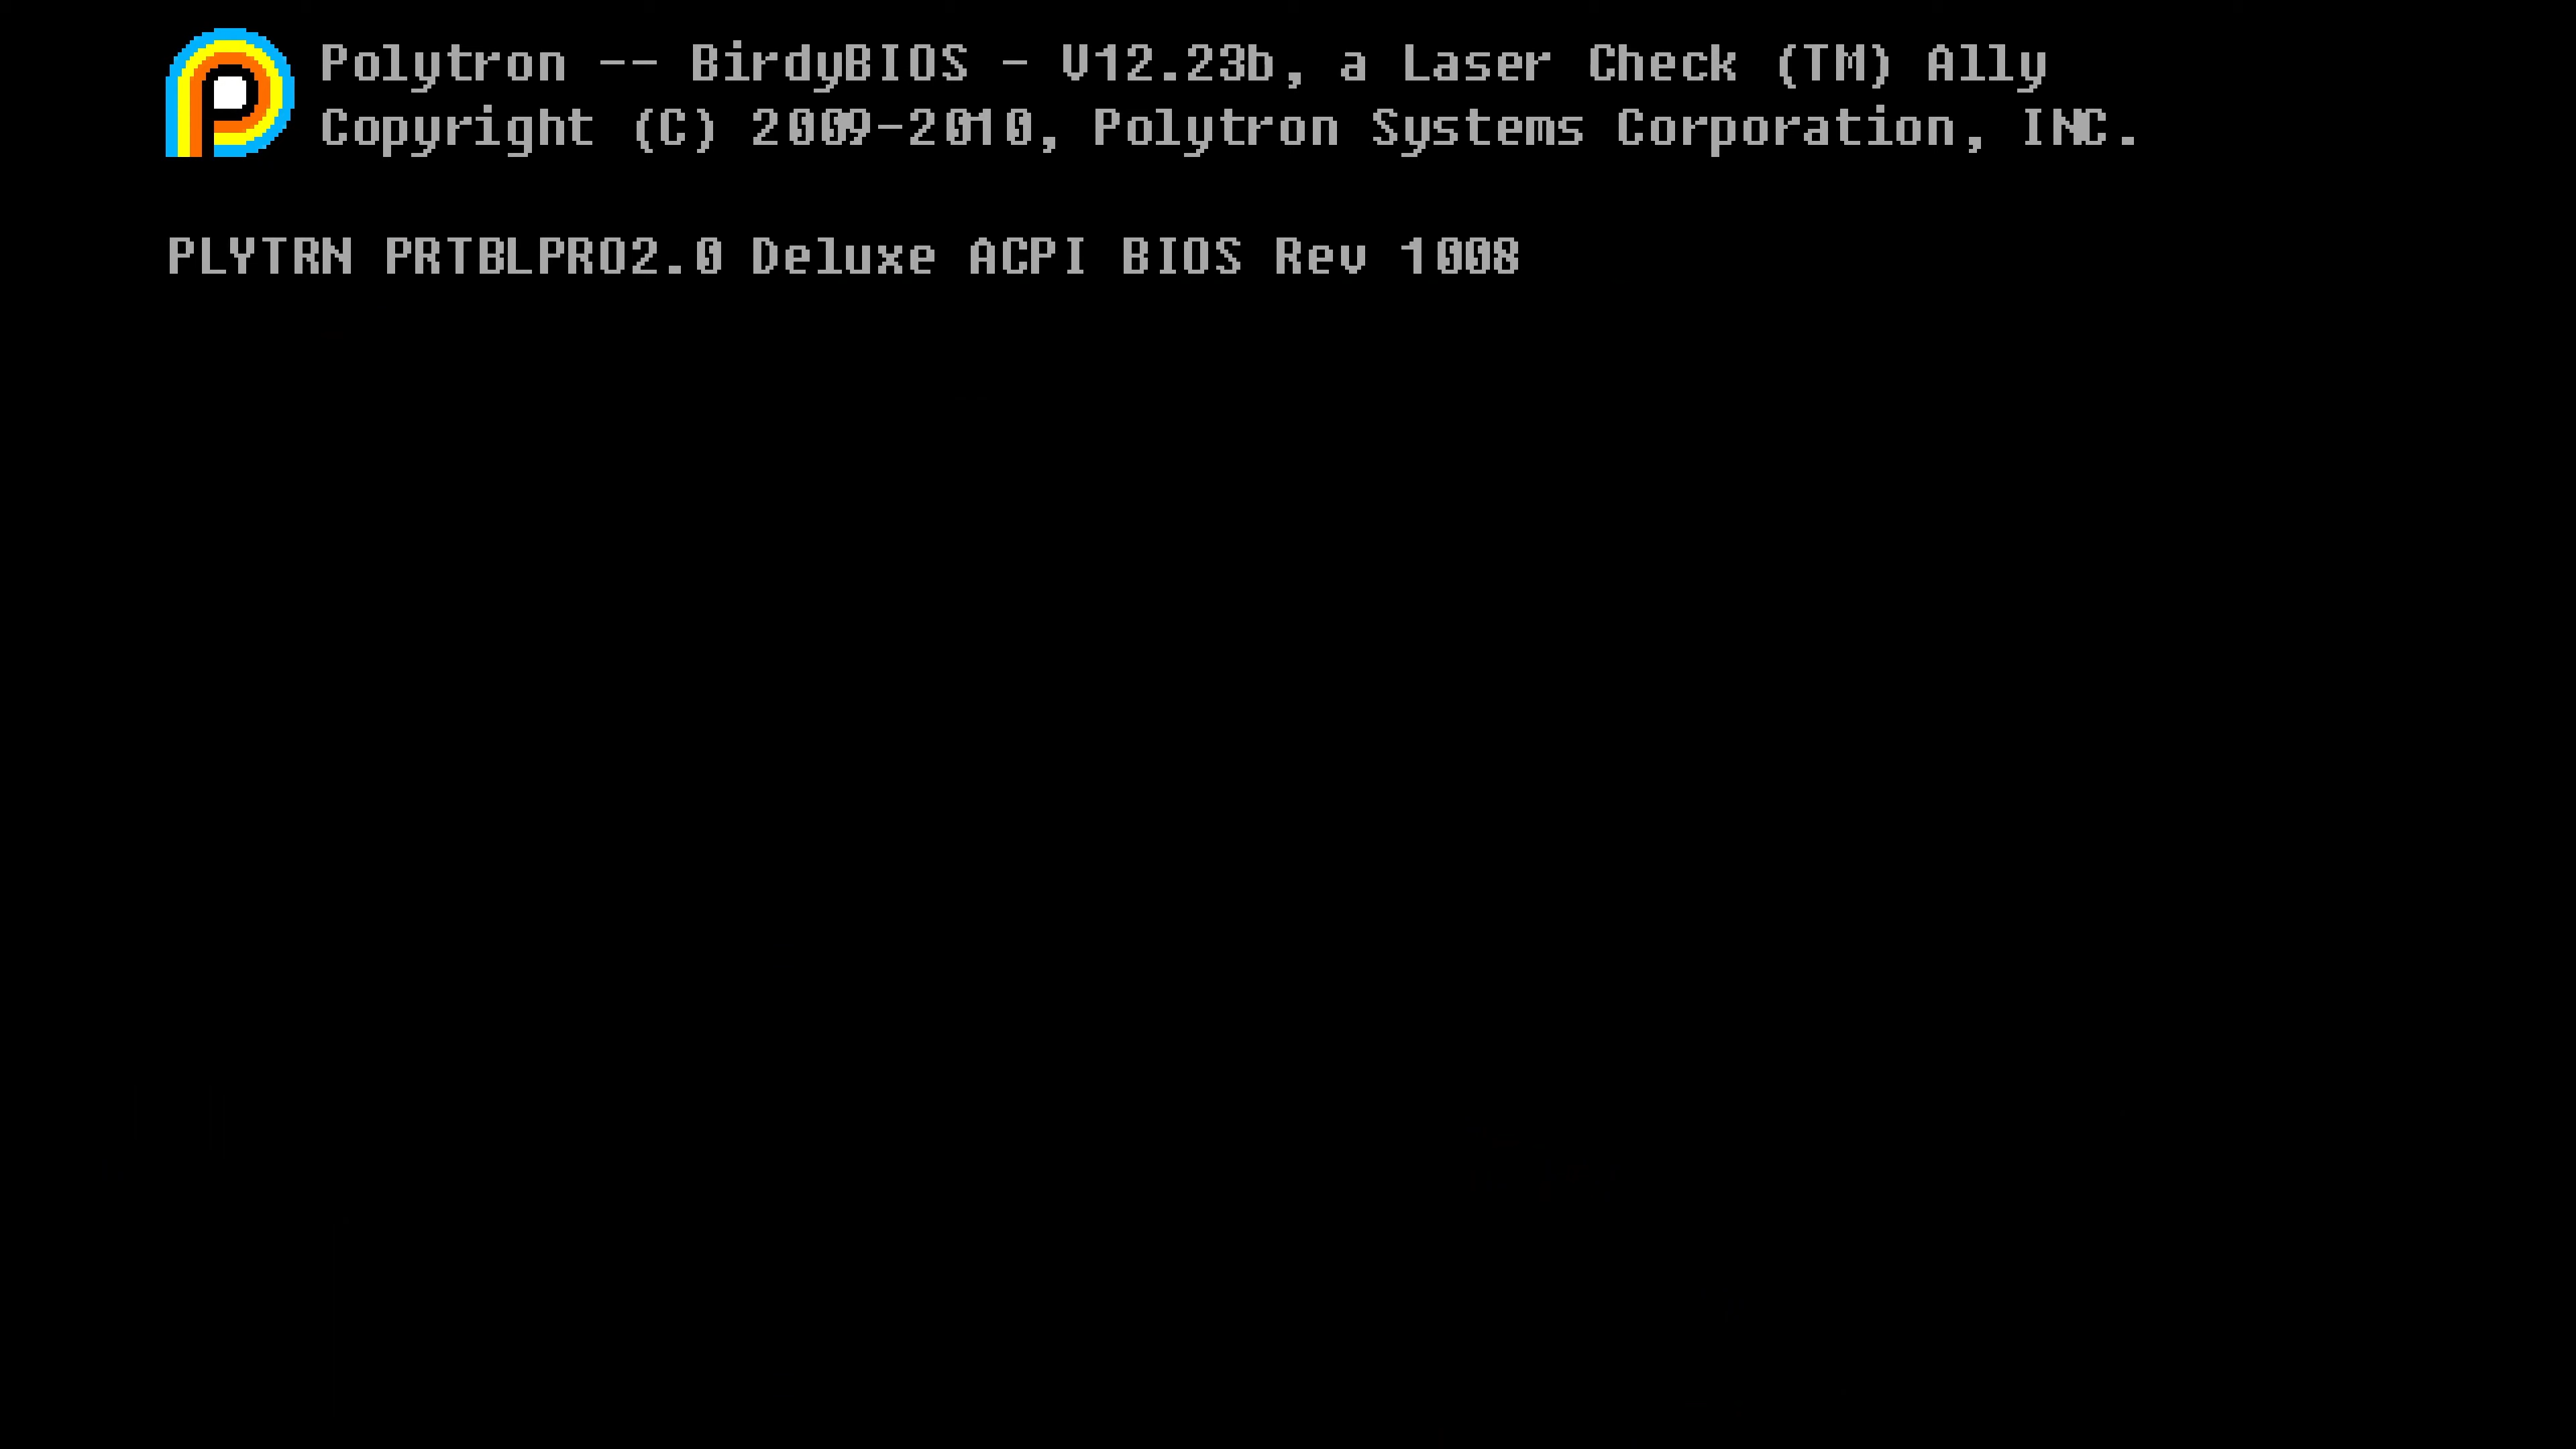 Polytron -- BirdyBIOS - V12.23b, a Laser Check (TM) Ally
Copyright (C) 2009-2010, Polytron Systems Corporation, INC.
PLYTRN PRTBLPRO2.0 Deluxe ACPI BIOS Rev 1008